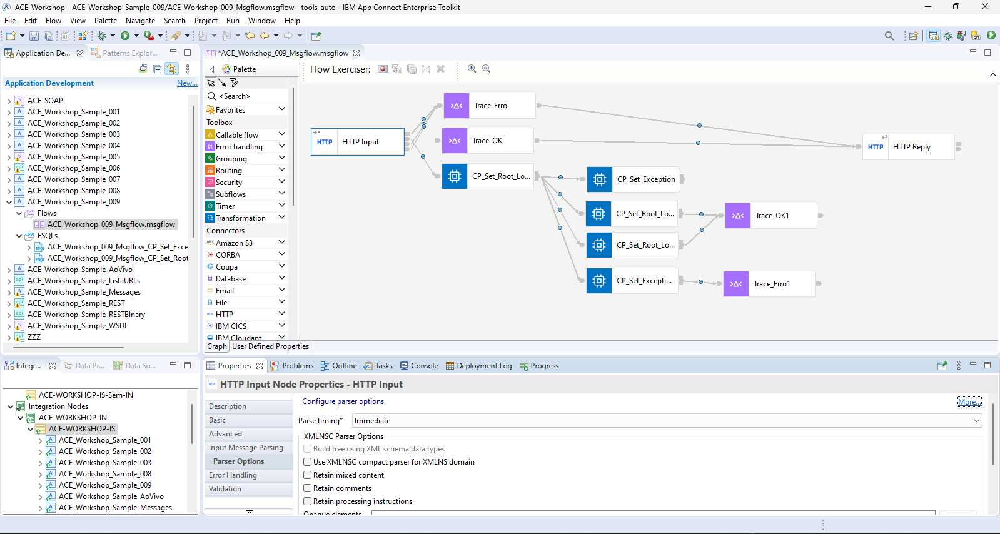 ACE_Workshop - ACE_Workshop_Sample_009/ACE_Workshop_009_Msgflow.msgflow - tools_auto - IBM App Connect Enterprise Toolkit
File Edit Flow View Palette Navigate Search Project Run Window Help
Application De...
Patterns Explor...
Application Development
New...
ACE_SOAP
ACE_Workshop_Sample_001
ACE_Workshop_Sample_002
ACE_Workshop_Sample_003
ACE_Workshop_Sample_004
ACE_Workshop_Sample_005
ACE_Workshop_Sample_006
ACE_Workshop_Sample_007
ACE_Workshop_Sample_008
ACE_Workshop_Sample_009
Flows
ACE_Workshop_009_Msgflow.msgflow
ESQLs
ACE_Workshop_009_Msgflow_CP_Set_Exce
ACE_Workshop_009_Msgflow_CP_Set_Root
ACE_Workshop_Sample_AoVivo
ACE_Workshop_Sample_ListaURLs
ACE_Workshop_Sample_Messages
ACE_Workshop_Sample_REST
ACE_Workshop_Sample_RESTBInary
ACE_Workshop_Sample_WSDL
ZZZ
Integr...
Data Pr...
Data So...
ACE-WORKSHOP-IS-Sem-IN
Integration Nodes
ACE-WORKSHOP-IN
ACE-WORKSHOP-IS
ACE_Workshop_Sample_001
ACE_Workshop_Sample_002
ACE_Workshop_Sample_003
ACE_Workshop_Sample_008
ACE_Workshop_Sample_009
ACE_Workshop_Sample_AoVivo
ACE_Workshop_Sample_Messages
*ACE_Workshop_009_Msgflow.msgflow
Palette
<Search>
Favorites
Toolbox
Callable flow
Error handling
Grouping
Routing
Security
Subflows
Timer
Transformation
Connectors
Amazon S3
CORBA
Coupa
Database
Email
File
HTTP
IBM CICS
IBM Cloudant
Graph
User Defined Properties
Flow Exerciser:
HTTP HTTP Input
Trace_Erro
Trace_OK
CP_Set_Root_Lo...
HTTP HTTP Reply
CP_Set_Exception
CP_Set_Root_Lo...
Trace_OK1
CP_Set_Root_Lo...
CP_Set_Excepti...
Trace_Erro1
Properties
Problems
Outline
Tasks
Console
Deployment Log
Progress
HTTP Input Node Properties - HTTP Input
Description
Basic
Advanced
Input Message Parsing
Parser Options
Error Handling
Validation
Configure parser options.
More...
Parse timing*
Immediate
XMLNSC Parser Options
Build tree using XML schema data types
Use XMLNSC compact parser for XMLNS domain
Retain mixed content
Retain comments
Retain processing instructions
Opaque elements